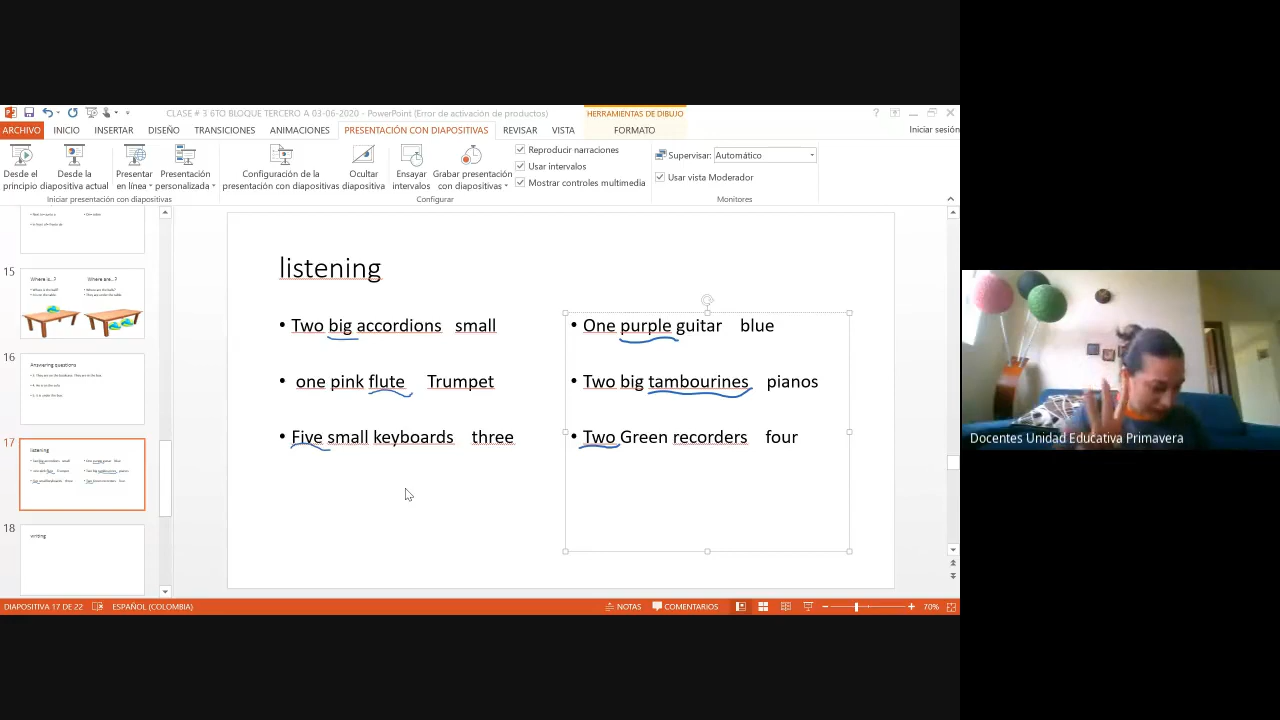 CLASE # 3 6TO BLOQUE TERCERO A 03-06-2020 - PowerPoint (Error de activación de productos)
HERRAMIENTAS DE DIBUJO
ARCHIVO INICIO INSERTAR DISEÑO TRANSICIONES ANIMACIONES PRESENTACIÓN CON DIAPOSITIVAS REVISAR VISTA FORMATO
Iniciar sesión
Desde el principio
Desde la diapositiva actual
Presentar en línea
Presentación personalizada
Iniciar presentación con diapositivas
Configuración de la presentación con diapositivas
Ocultar diapositiva
Ensayar intervalos
Grabar presentación con diapositivas
Reproducir narraciones
Usar intervalos
Mostrar controles multimedia
Configurar
Supervisar: Automático
Usar vista Moderador
Monitores
15
Where is...? Where are...?
16
Answering questions
17
listening
18
writing
listening
• Two big accordions small
• one pink flute Trumpet
• Five small keyboards three
• One purple guitar blue
• Two big tambourines pianos
• Two Green recorders four
Docentes Unidad Educativa Primavera
DIAPOSITIVA 17 DE 22 ESPAÑOL (COLOMBIA) NOTAS COMENTARIOS 70%